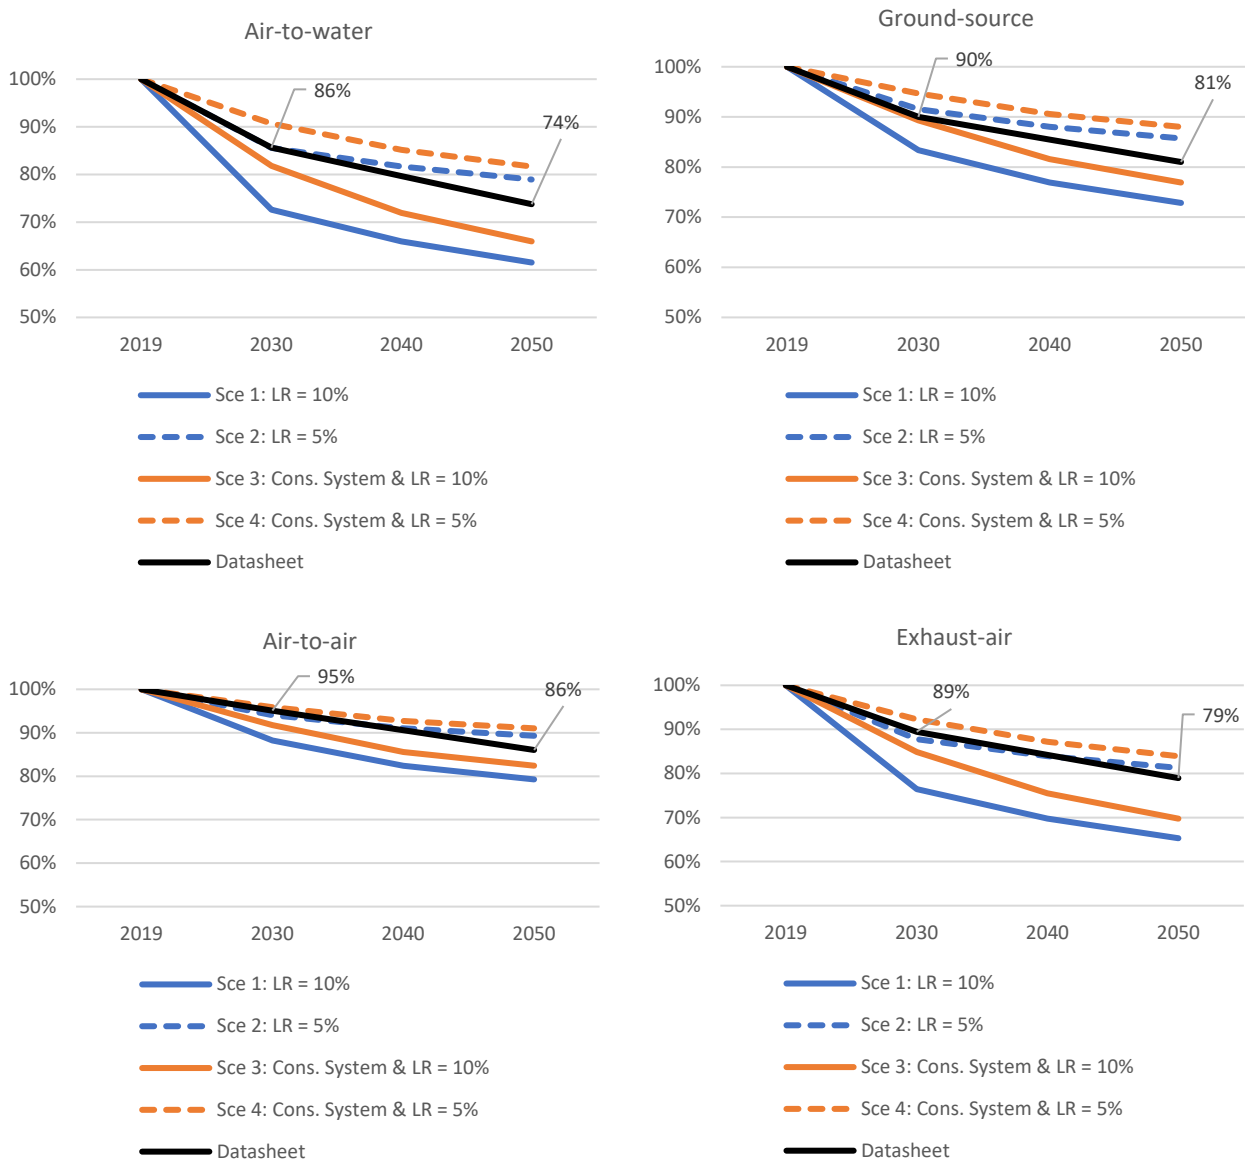 Air-to-water
100%
90%
80%
70%
60%
50%
86%
74%
2019 2030 2040 2050
Sce 1: LR = 10%
Sce 2: LR = 5%
Sce 3: Cons. System & LR = 10%
Sce 4: Cons. System & LR = 5%
Datasheet
Ground-source
100%
90%
80%
70%
60%
50%
90%
81%
2019 2030 2040 2050
Sce 1: LR = 10%
Sce 2: LR = 5%
Sce 3: Cons. System & LR = 10%
Sce 4: Cons. System & LR = 5%
Datasheet
Air-to-air
100%
90%
80%
70%
60%
50%
95%
86%
2019 2030 2040 2050
Sce 1: LR = 10%
Sce 2: LR = 5%
Sce 3: Cons. System & LR = 10%
Sce 4: Cons. System & LR = 5%
Datasheet
Exhaust-air
100%
90%
80%
70%
60%
50%
89%
79%
2019 2030 2040 2050
Sce 1: LR = 10%
Sce 2: LR = 5%
Sce 3: Cons. System & LR = 10%
Sce 4: Cons. System & LR = 5%
Datasheet